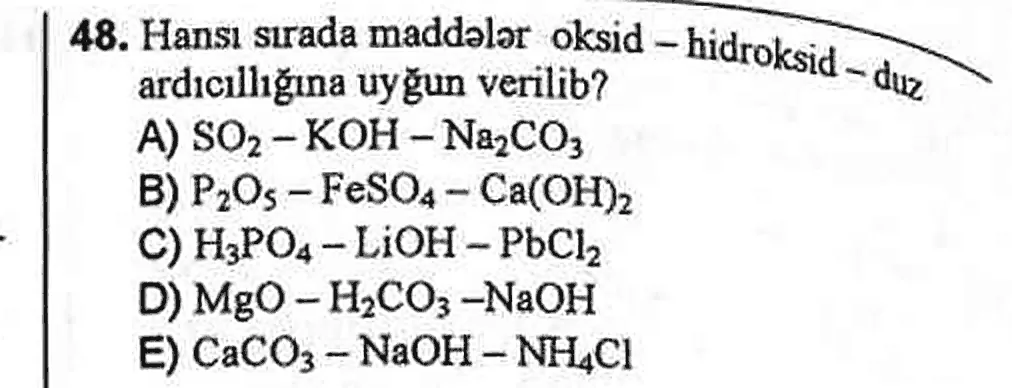 48. Hansı sırada maddələr oksid – hidroksid – duz
ardıcıllığına uyğun verilib?
A) SO₂ – KOH – Na₂CO₃
B) P₂O₅ – FeSO₄ – Ca(OH)₂
C) H₃PO₄ – LiOH – PbCl₂
D) MgO – H₂CO₃ –NaOH
E) CaCO₃ – NaOH – NH₄Cl